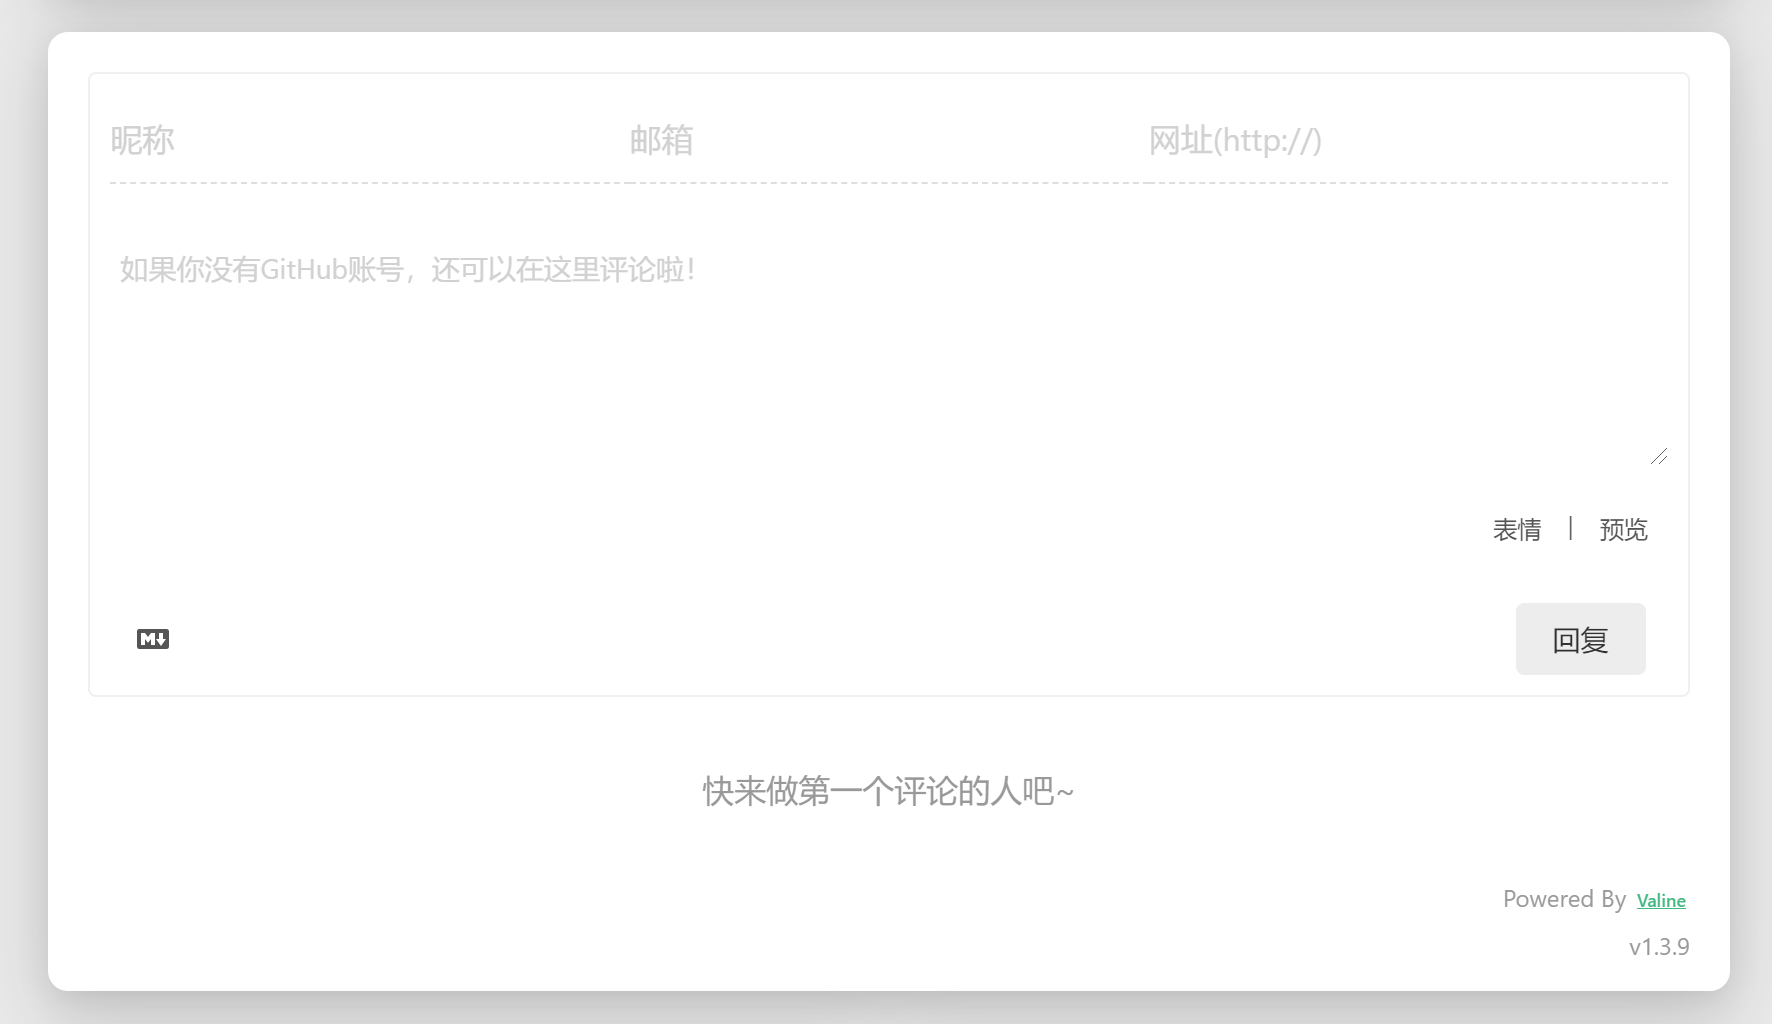 昵称 邮箱 网址(http://)
如果你没有GitHub账号，还可以在这里评论啦！
表情 | 预览
M 回复
快来做第一个评论的人吧~
Powered By Valine
v1.3.9